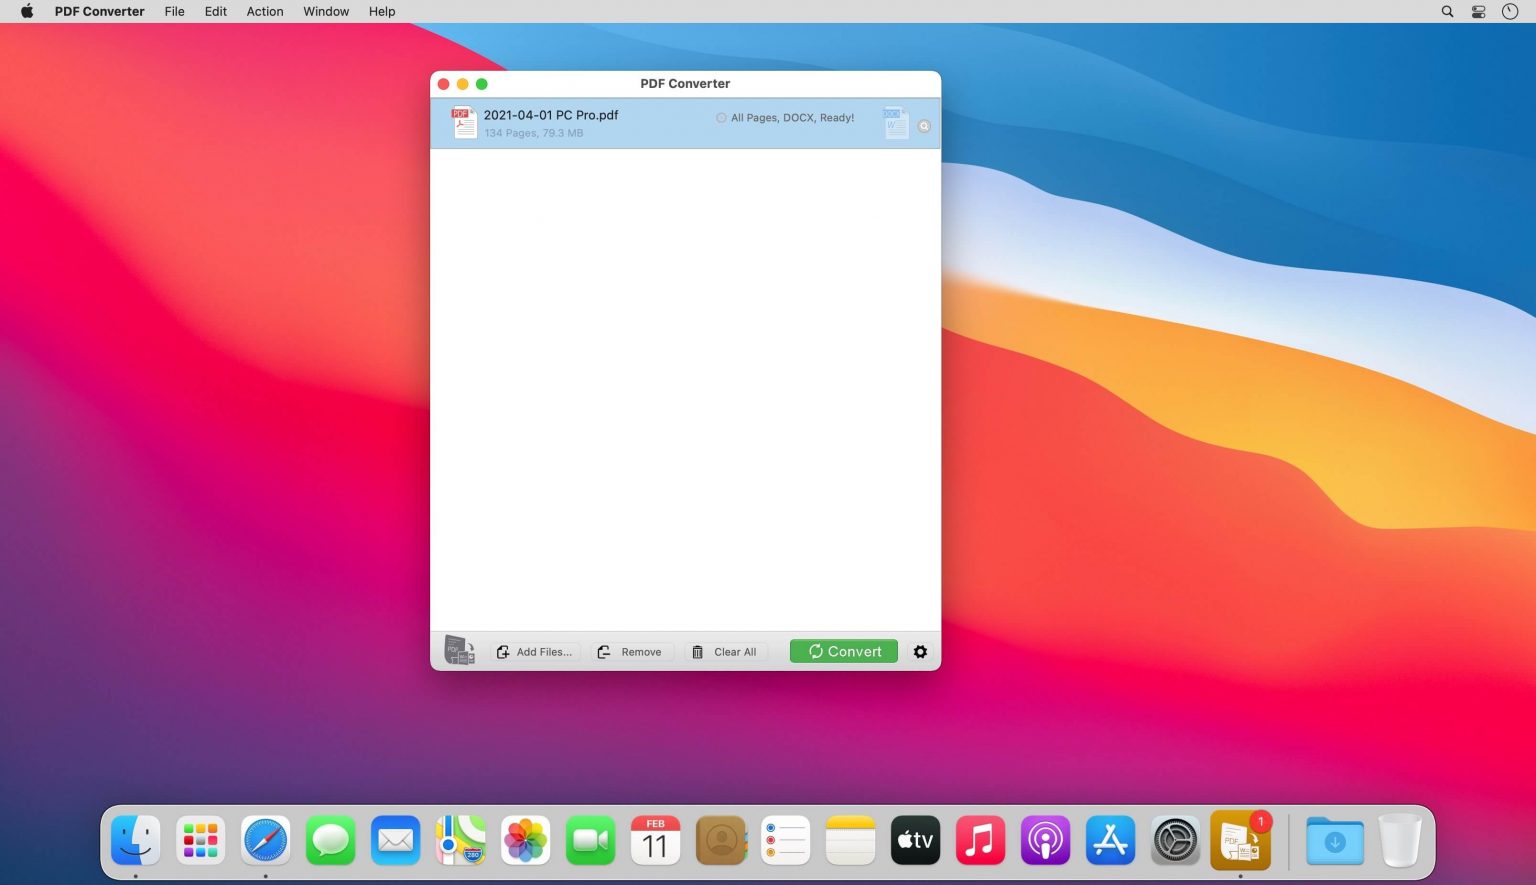 PDF Converter File Edit Action Window Help
PDF Converter
PDF
2021-04-01 PC Pro.pdf
134 Pages, 79.3 MB
All Pages, DOCX, Ready!
DOCX
W
PDF
Add Files...
Remove
Clear All
Convert
280
FEB
11
tv
PDF
W
1